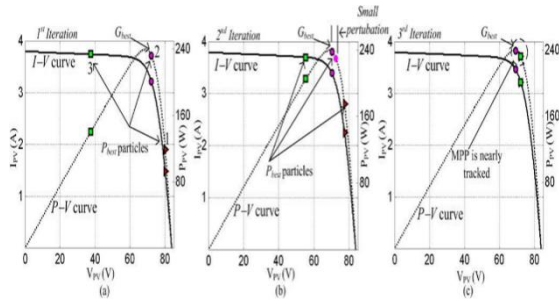 1st Iteration
Gbest
2
I–V curve
3
1
Pbest particles
P–V curve
IPV(A)
PPV(W)
4
3
2
1
240
160
80
0 20 40 60 80
VPV(V)
(a)
2nd Iteration
Gbest
Small
pertubation
I–V curve
Pbest particles
P–V curve
IPV(A)
PPV(W)
4
3
2
1
240
160
80
0 20 40 60 80
VPV(V)
(b)
3rd Iteration
Gbest
I–V curve
MPP is nearly
tracked
P–V curve
IPV(A)
PPV(W)
4
3
2
1
240
160
80
0 20 40 60 80
VPV(V)
(c)